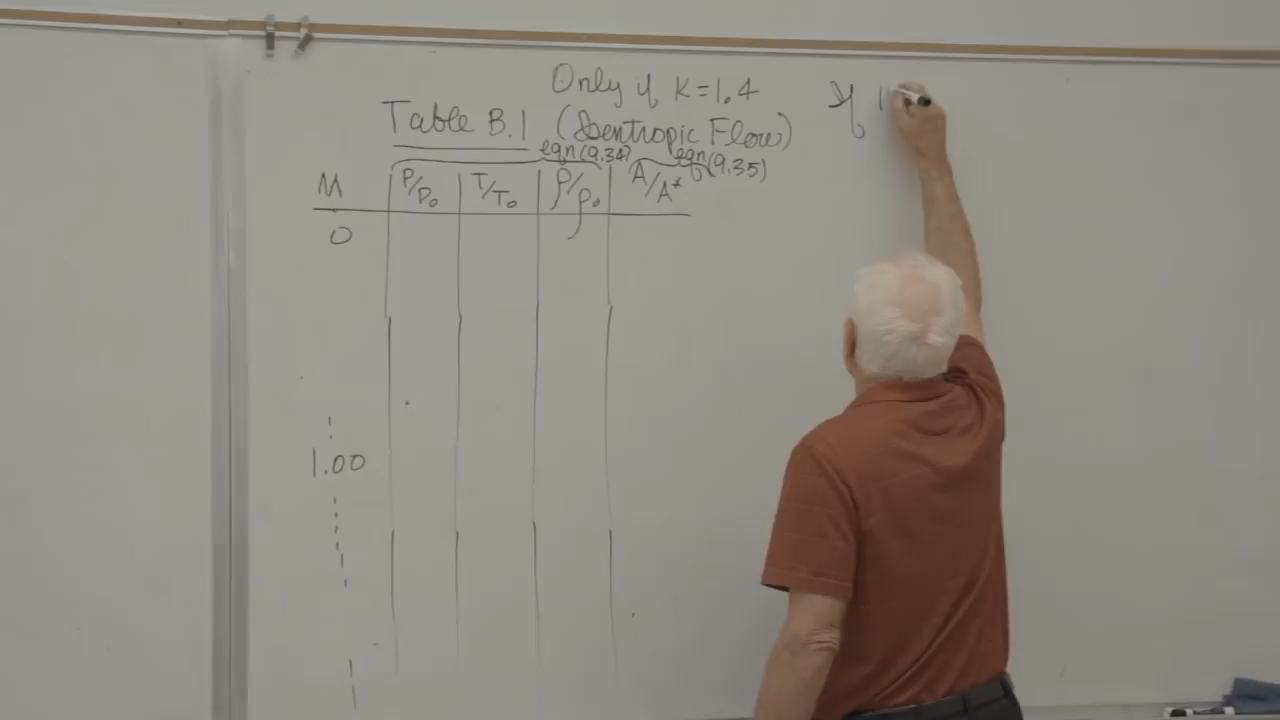 Only if K=1.4
Table B.1 (Isentropic Flow)
eqn (9.34) eqn (9.35)
M P/P₀ T/T₀ ρ/ρ₀ A/A*
0
1.00
If